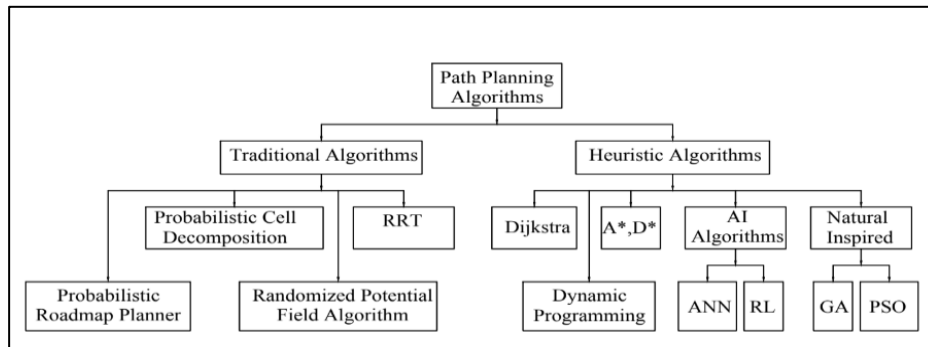 Path Planning
Algorithms
Traditional Algorithms
Heuristic Algorithms
Probabilistic Cell
Decomposition
RRT
Dijkstra
A*,D*
AI
Algorithms
Natural
Inspired
Probabilistic
Roadmap Planner
Randomized Potential
Field Algorithm
Dynamic
Programming
ANN
RL
GA
PSO